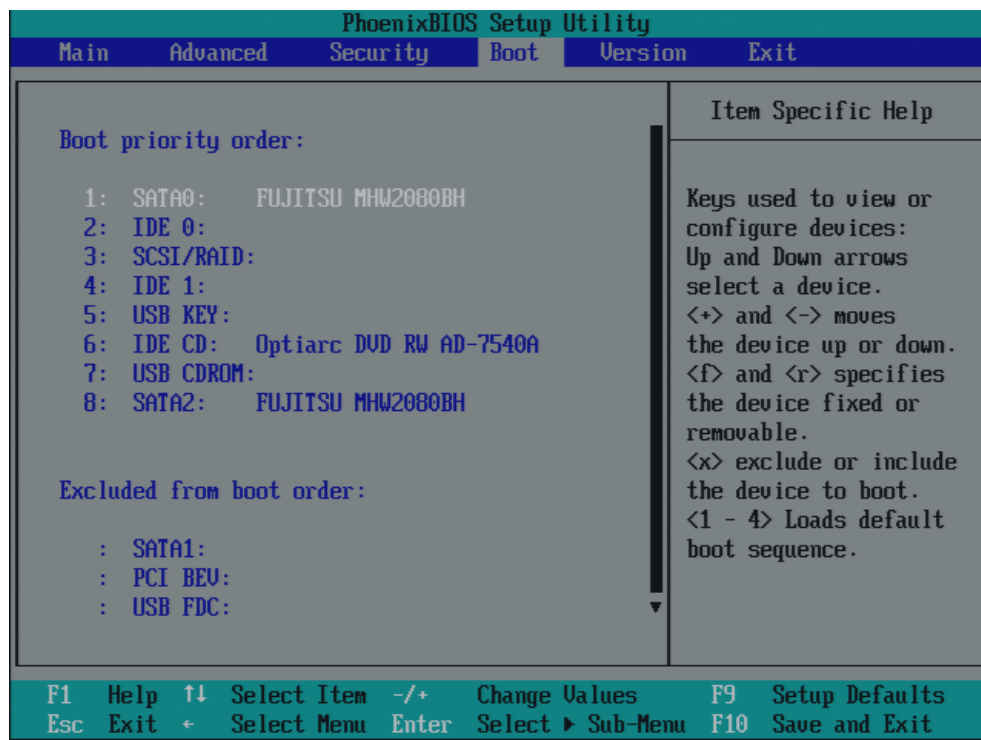 PhoenixBIOS Setup Utility
Main Advanced Security Boot Version Exit
Boot priority order:
1: SATA0: FUJITSU MHW2080BH
2: IDE 0:
3: SCSI/RAID:
4: IDE 1:
5: USB KEY:
6: IDE CD: Optiarc DVD RW AD-7540A
7: USB CDROM:
8: SATA2: FUJITSU MHW2080BH
Excluded from boot order:
: SATA1:
: PCI BEV:
: USB FDC:
Item Specific Help
Keys used to view or
configure devices:
Up and Down arrows
select a device.
<+> and <-> moves
the device up or down.
<f> and <r> specifies
the device fixed or
removable.
<x> exclude or include
the device to boot.
<1 - 4> Loads default
boot sequence.
F1 Help ↑↓ Select Item -/+ Change Values F9 Setup Defaults
Esc Exit ← Select Menu Enter Select ▶ Sub-Menu F10 Save and Exit